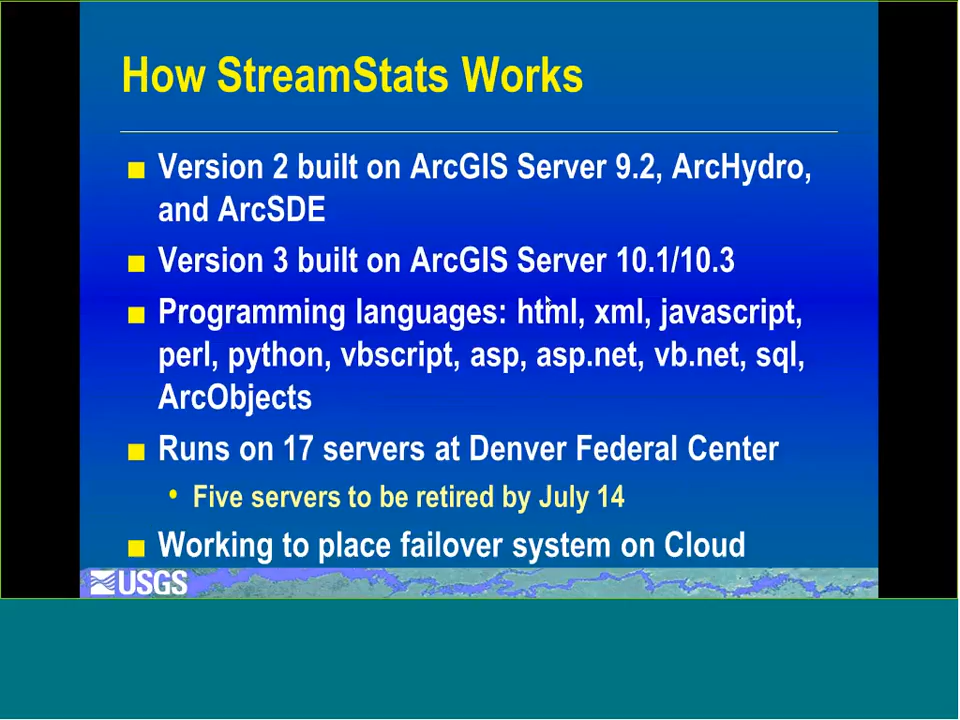 How StreamStats Works
Version 2 built on ArcGIS Server 9.2, ArcHydro,
and ArcSDE
Version 3 built on ArcGIS Server 10.1/10.3
Programming languages: html, xml, javascript,
perl, python, vbscript, asp, asp.net, vb.net, sql,
ArcObjects
Runs on 17 servers at Denver Federal Center
Five servers to be retired by July 14
Working to place failover system on Cloud
USGS